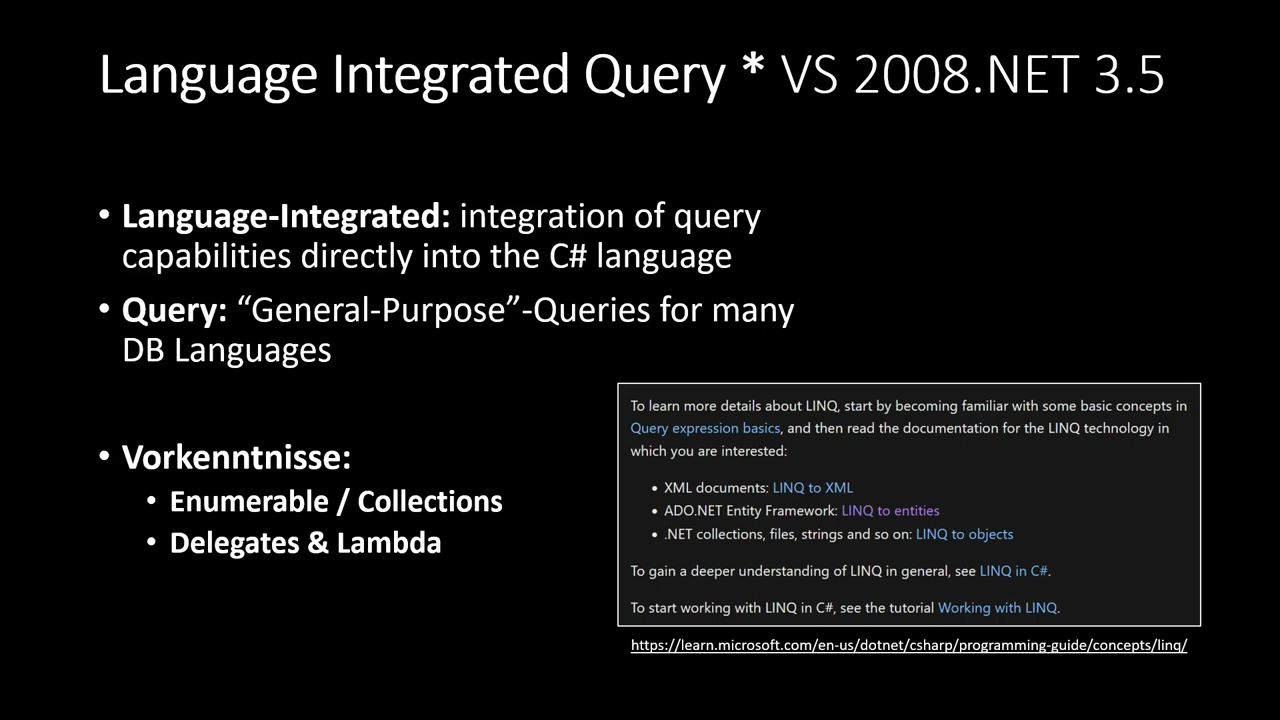 Language Integrated Query * VS 2008.NET 3.5
• Language-Integrated: integration of query
capabilities directly into the C# language
• Query: “General-Purpose”-Queries for many
DB Languages
• Vorkenntnisse:
• Enumerable / Collections
• Delegates & Lambda
To learn more details about LINQ, start by becoming familiar with some basic concepts in
Query expression basics, and then read the documentation for the LINQ technology in
which you are interested:
• XML documents: LINQ to XML
• ADO.NET Entity Framework: LINQ to entities
• .NET collections, files, strings and so on: LINQ to objects
To gain a deeper understanding of LINQ in general, see LINQ in C#.
To start working with LINQ in C#, see the tutorial Working with LINQ.
https://learn.microsoft.com/en-us/dotnet/csharp/programming-guide/concepts/linq/